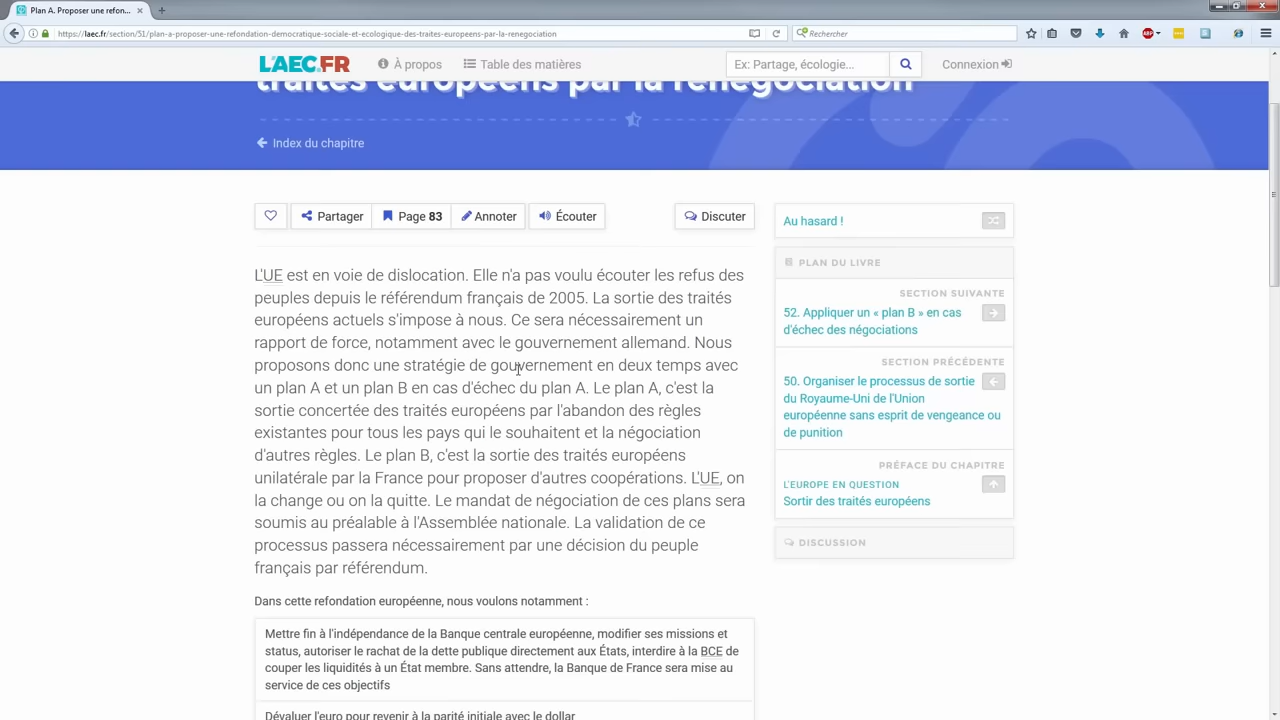 Plan A. Proposer une refon...
https://laec.fr/section/51/plan-a-proposer-une-refondation-democratique-sociale-et-ecologique-des-traites-europeens-par-la-renegociation
Rechercher
ABP
L'AEC.FR
À propos
Table des matières
Ex: Partage, écologie...
Connexion
traités européens par la renégociation
Index du chapitre
Partager
Page 83
Annoter
Écouter
Discuter
L'UE est en voie de dislocation. Elle n'a pas voulu écouter les refus des
peuples depuis le référendum français de 2005. La sortie des traités
européens actuels s'impose à nous. Ce sera nécessairement un
rapport de force, notamment avec le gouvernement allemand. Nous
proposons donc une stratégie de gouvernement en deux temps avec
un plan A et un plan B en cas d'échec du plan A. Le plan A, c'est la
sortie concertée des traités européens par l'abandon des règles
existantes pour tous les pays qui le souhaitent et la négociation
d'autres règles. Le plan B, c'est la sortie des traités européens
unilatérale par la France pour proposer d'autres coopérations. L'UE, on
la change ou on la quitte. Le mandat de négociation de ces plans sera
soumis au préalable à l'Assemblée nationale. La validation de ce
processus passera nécessairement par une décision du peuple
français par référendum.
Dans cette refondation européenne, nous voulons notamment :
Mettre fin à l'indépendance de la Banque centrale européenne, modifier ses missions et
status, autoriser le rachat de la dette publique directement aux États, interdire à la BCE de
couper les liquidités à un État membre. Sans attendre, la Banque de France sera mise au
service de ces objectifs
Dévaluer l'euro pour revenir à la parité initiale avec le dollar
Au hasard !
PLAN DU LIVRE
SECTION SUIVANTE
52. Appliquer un « plan B » en cas
d'échec des négociations
SECTION PRÉCÉDENTE
50. Organiser le processus de sortie
du Royaume-Uni de l'Union
européenne sans esprit de vengeance ou
de punition
PRÉFACE DU CHAPITRE
L'EUROPE EN QUESTION
Sortir des traités européens
DISCUSSION